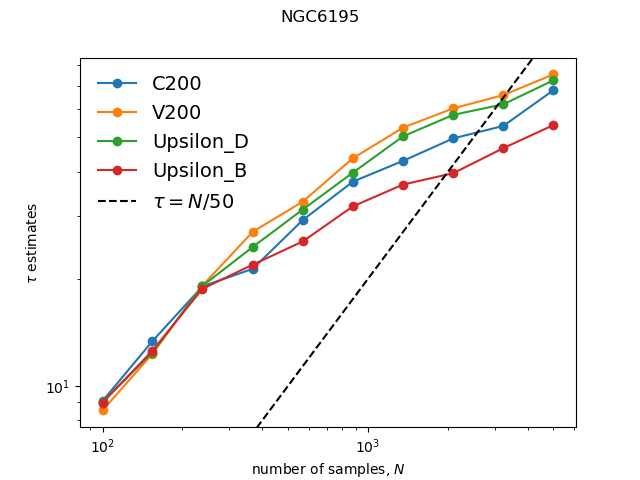 NGC6195
C200
V200
Upsilon_D
Upsilon_B
τ = N/50
τ estimates
10¹
10² 10³
number of samples, N